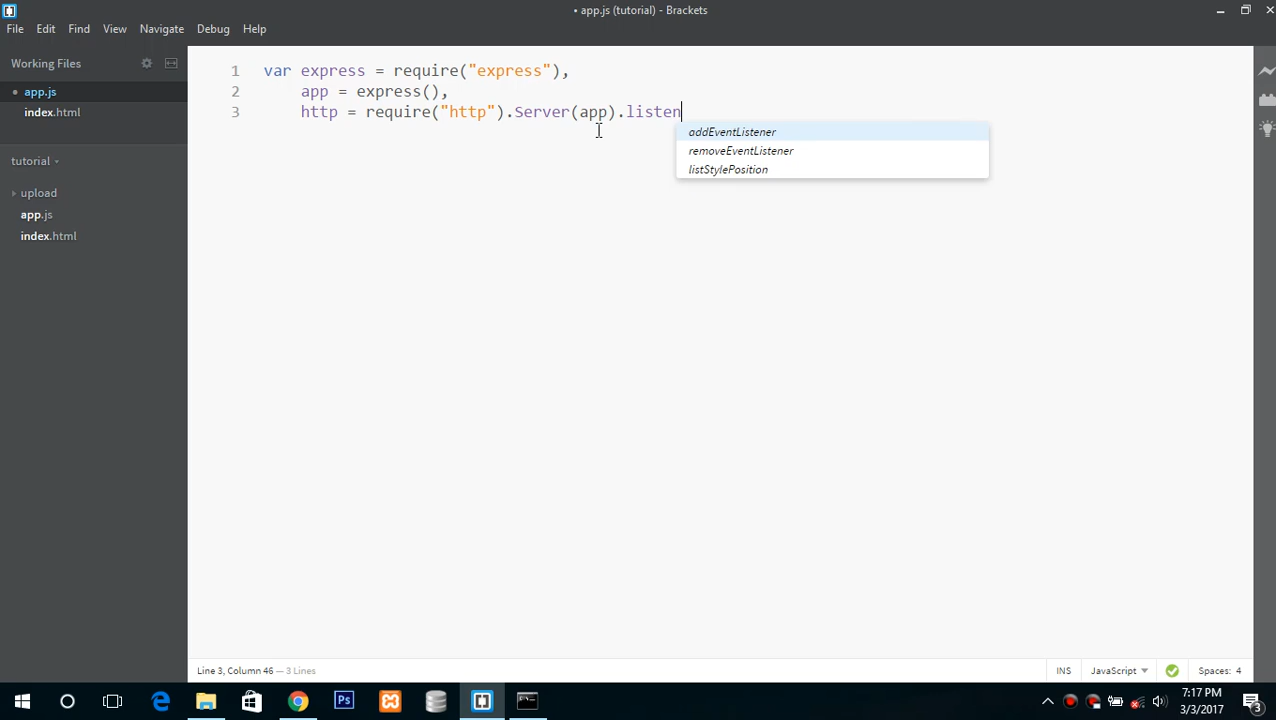 • app.js (tutorial) - Brackets
File Edit Find View Navigate Debug Help
Working Files
• app.js
index.html
tutorial
upload
app.js
index.html
1 var express = require("express"),
2 app = express(),
3 http = require("http").Server(app).listen
addEventListener
removeEventListener
listStylePosition
Line 3, Column 46 — 3 Lines
INS JavaScript Spaces: 4
Ps
7:17 PM
3/3/2017
3